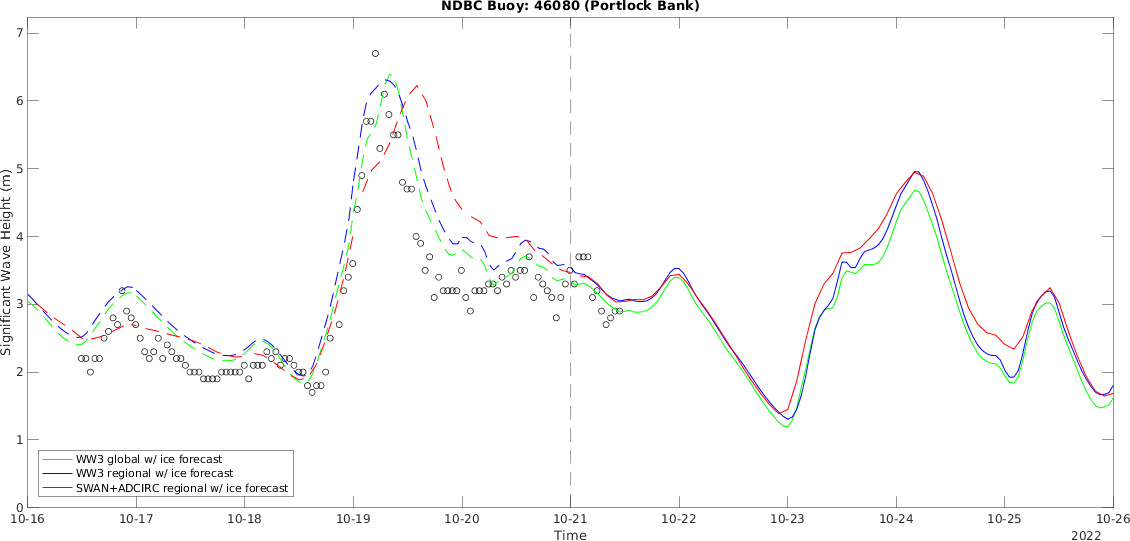 NDBC Buoy: 46080 (Portlock Bank)
7
6
5
4
3
2
1
0
Significant Wave Height (m)
WW3 global w/ ice forecast
WW3 regional w/ ice forecast
SWAN+ADCIRC regional w/ ice forecast
10-16 10-17 10-18 10-19 10-20 10-21 10-22 10-23 10-24 10-25 10-26
Time
2022